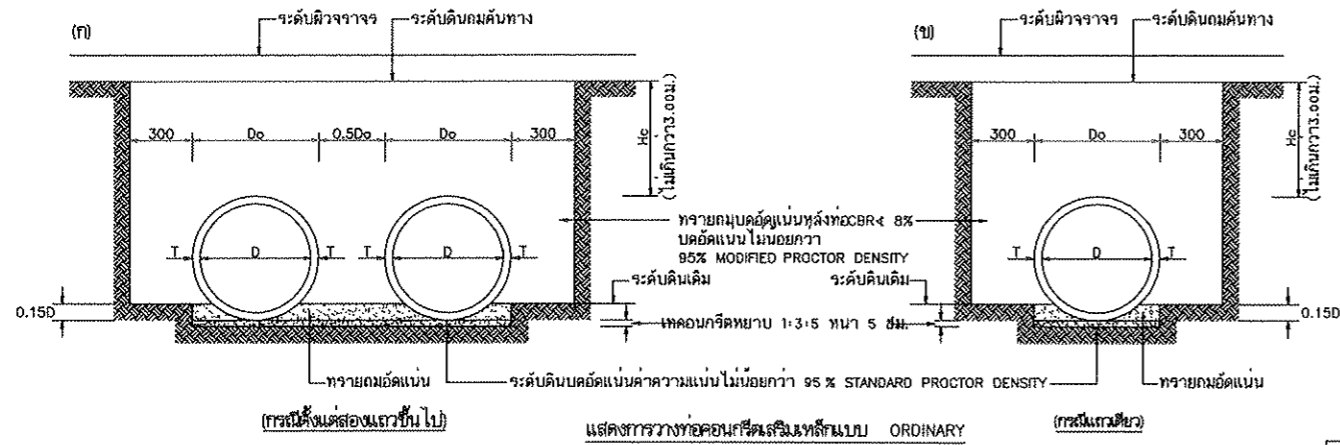 (ก)
ระดับผิวจราจร
ระดับดินถมคันทาง
(ข)
ระดับผิวจราจร
ระดับดินถมคันทาง
300
Do
0.5Do
Do
300
Hc
(ไม่เกินกว่า3.00ม.)
300
Do
300
Hc
(ไม่เกินกว่า3.00ม.)
ทรายถมบดอัดแน่นหลังท่อCBR≮ 8%
บดอัดแน่นไม่น้อยกว่า
95% MODIFIED PROCTOR DENSITY
T
D
T
T
D
T
T
D
T
ระดับดินเดิม
ระดับดินเดิม
0.15D
0.15D
เทคอนกรีตหยาบ 1:3:5 หนา 5 ซม.
ทรายถมอัดแน่น
ระดับดินบดอัดแน่นค่าความแน่นไม่น้อยกว่า 95 % STANDARD PROCTOR DENSITY
ทรายถมอัดแน่น
(กรณีตั้งแต่สองแถวขึ้นไป)
แสดงการวางท่อคอนกรีตเสริมเหล็กแบบ ORDINARY
(กรณีแถวเดียว)